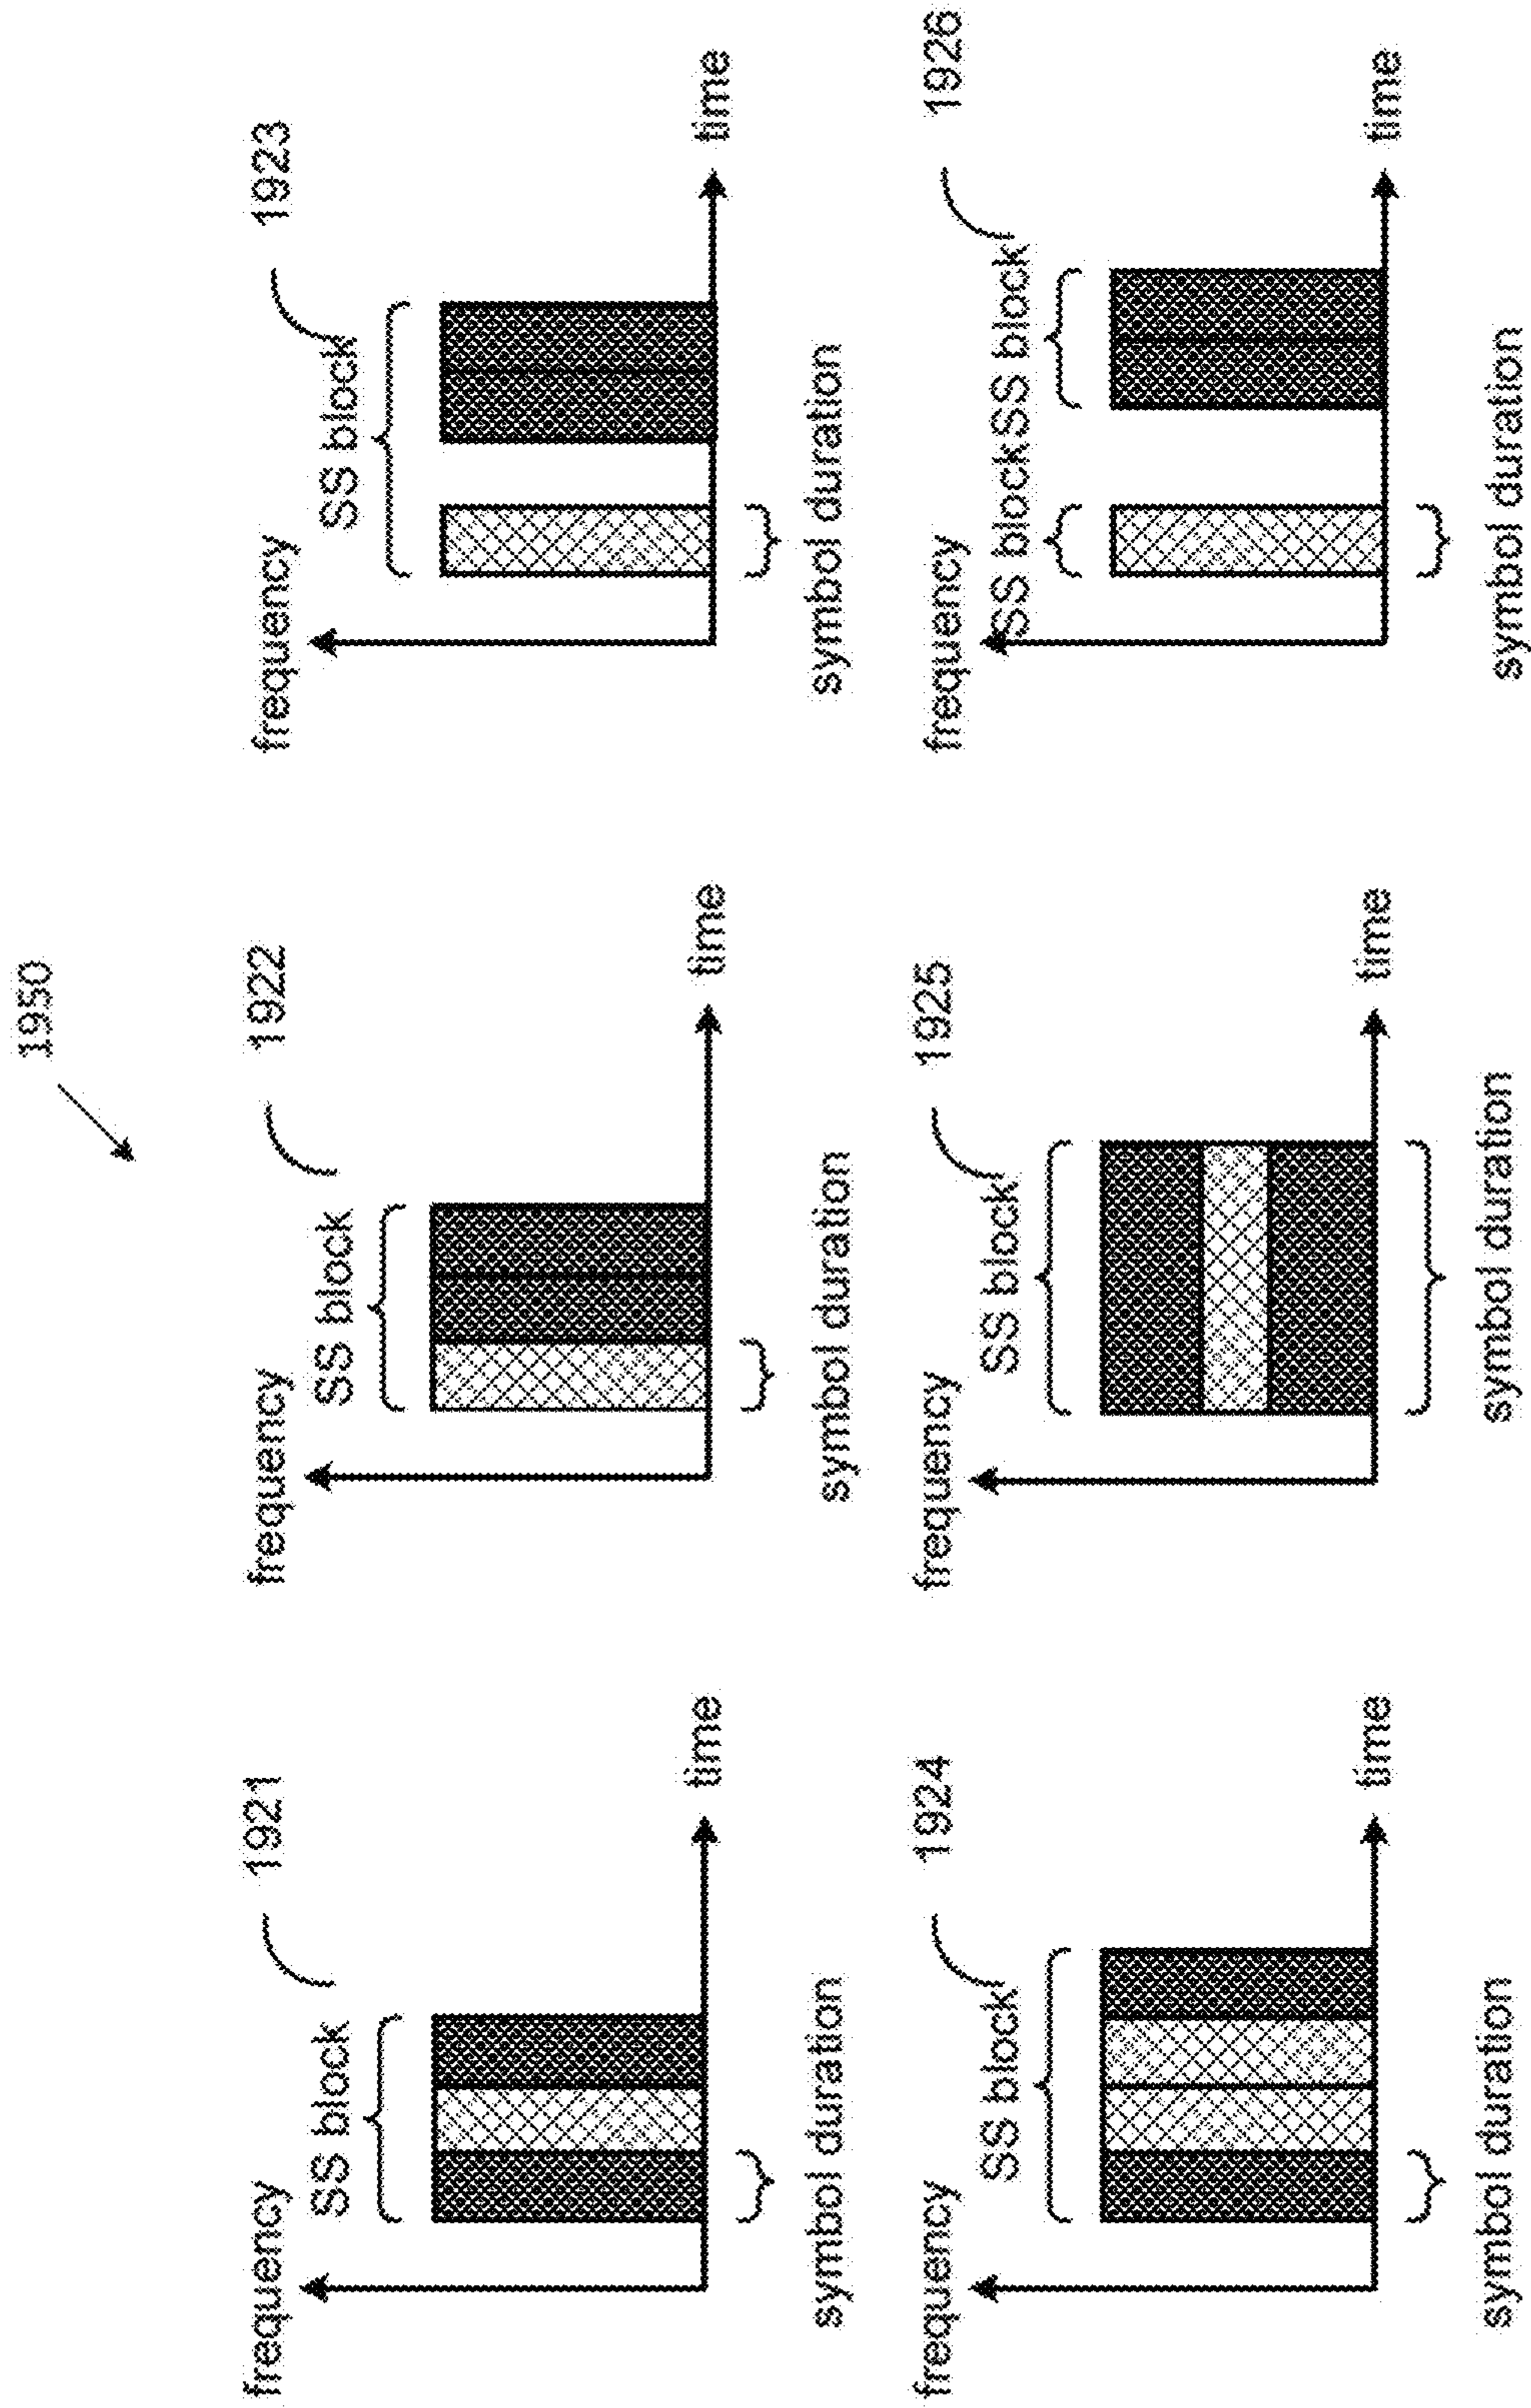 1950
1921
frequency
SS block
time
symbol duration
1922
frequency
SS block
time
symbol duration
1923
frequency
SS block
time
symbol duration
1924
frequency
SS block
time
symbol duration
1925
frequency
SS block
time
symbol duration
1926
frequency
SS block SS block
time
symbol duration